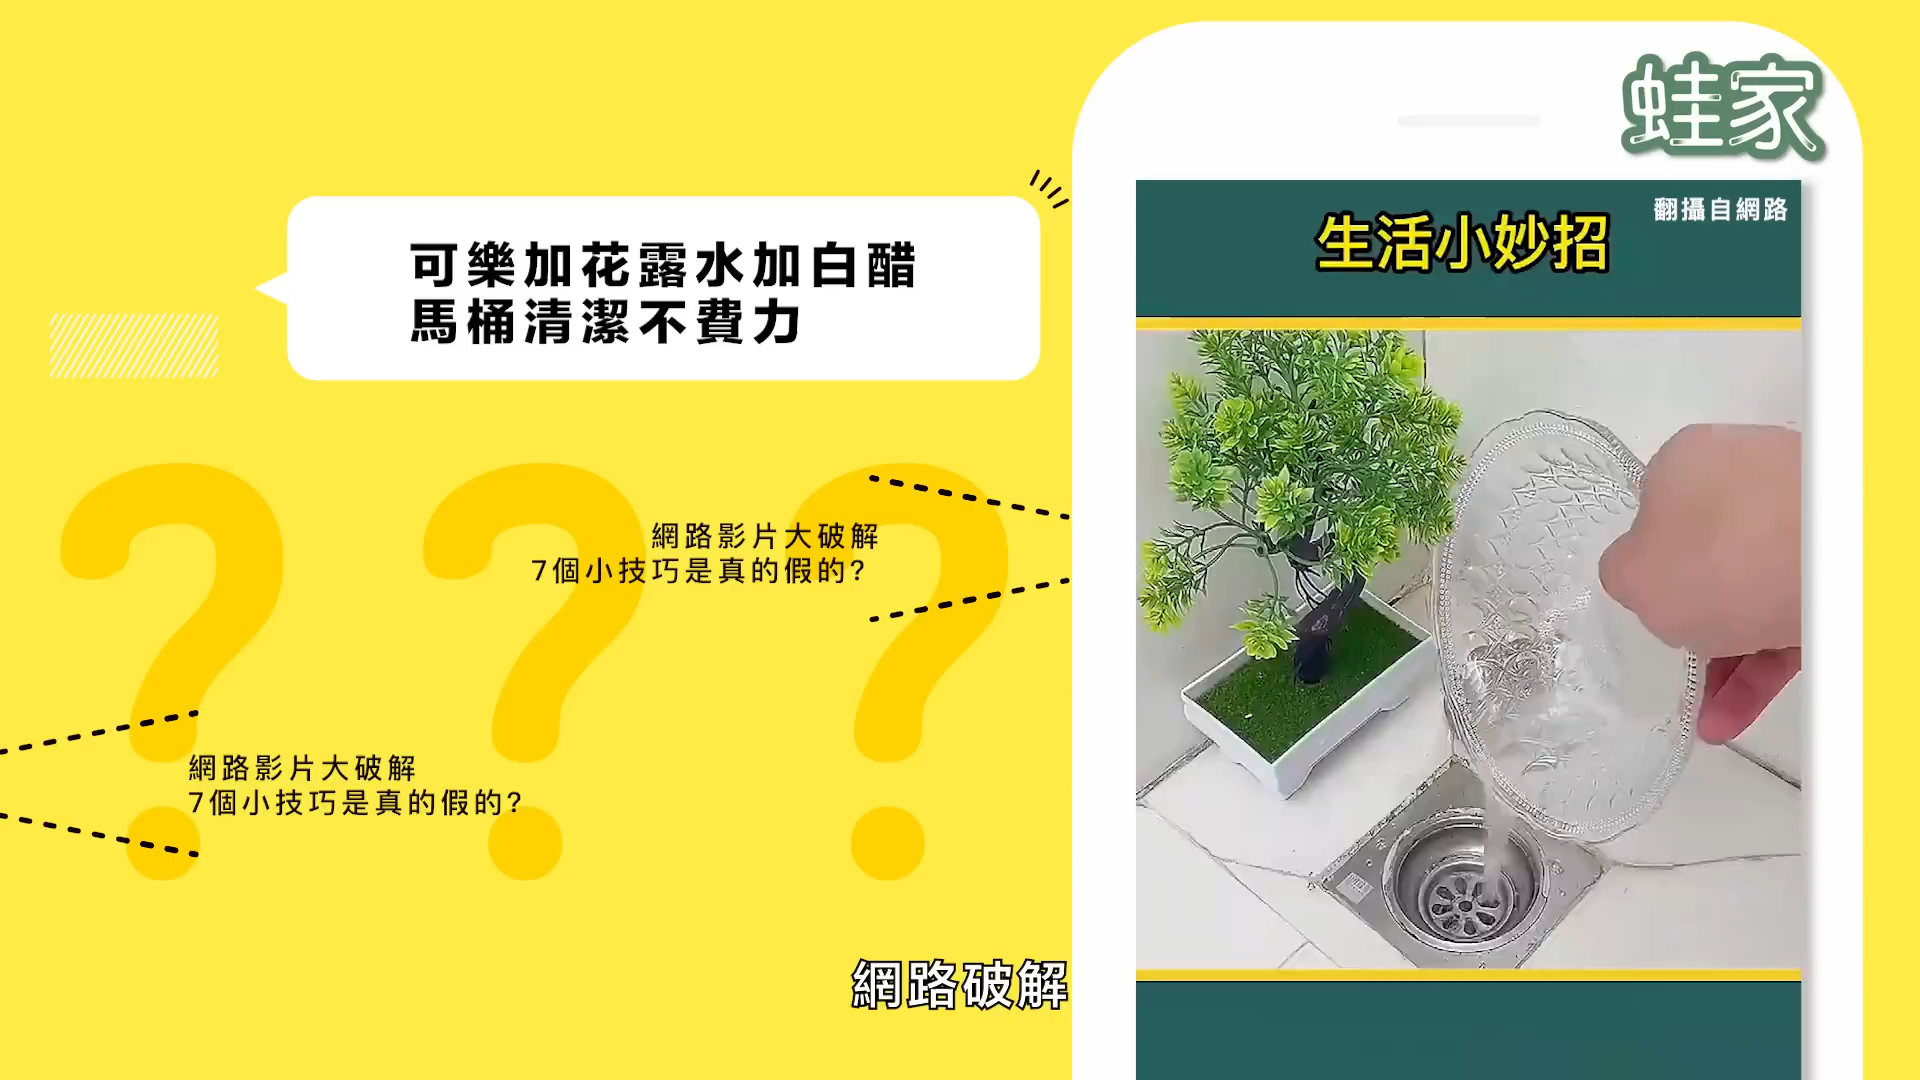 蛙家
翻攝自網路
生活小妙招
可樂加花露水加白醋
馬桶清潔不費力
網路影片大破解
7個小技巧是真的假的?
網路影片大破解
7個小技巧是真的假的?
網路破解